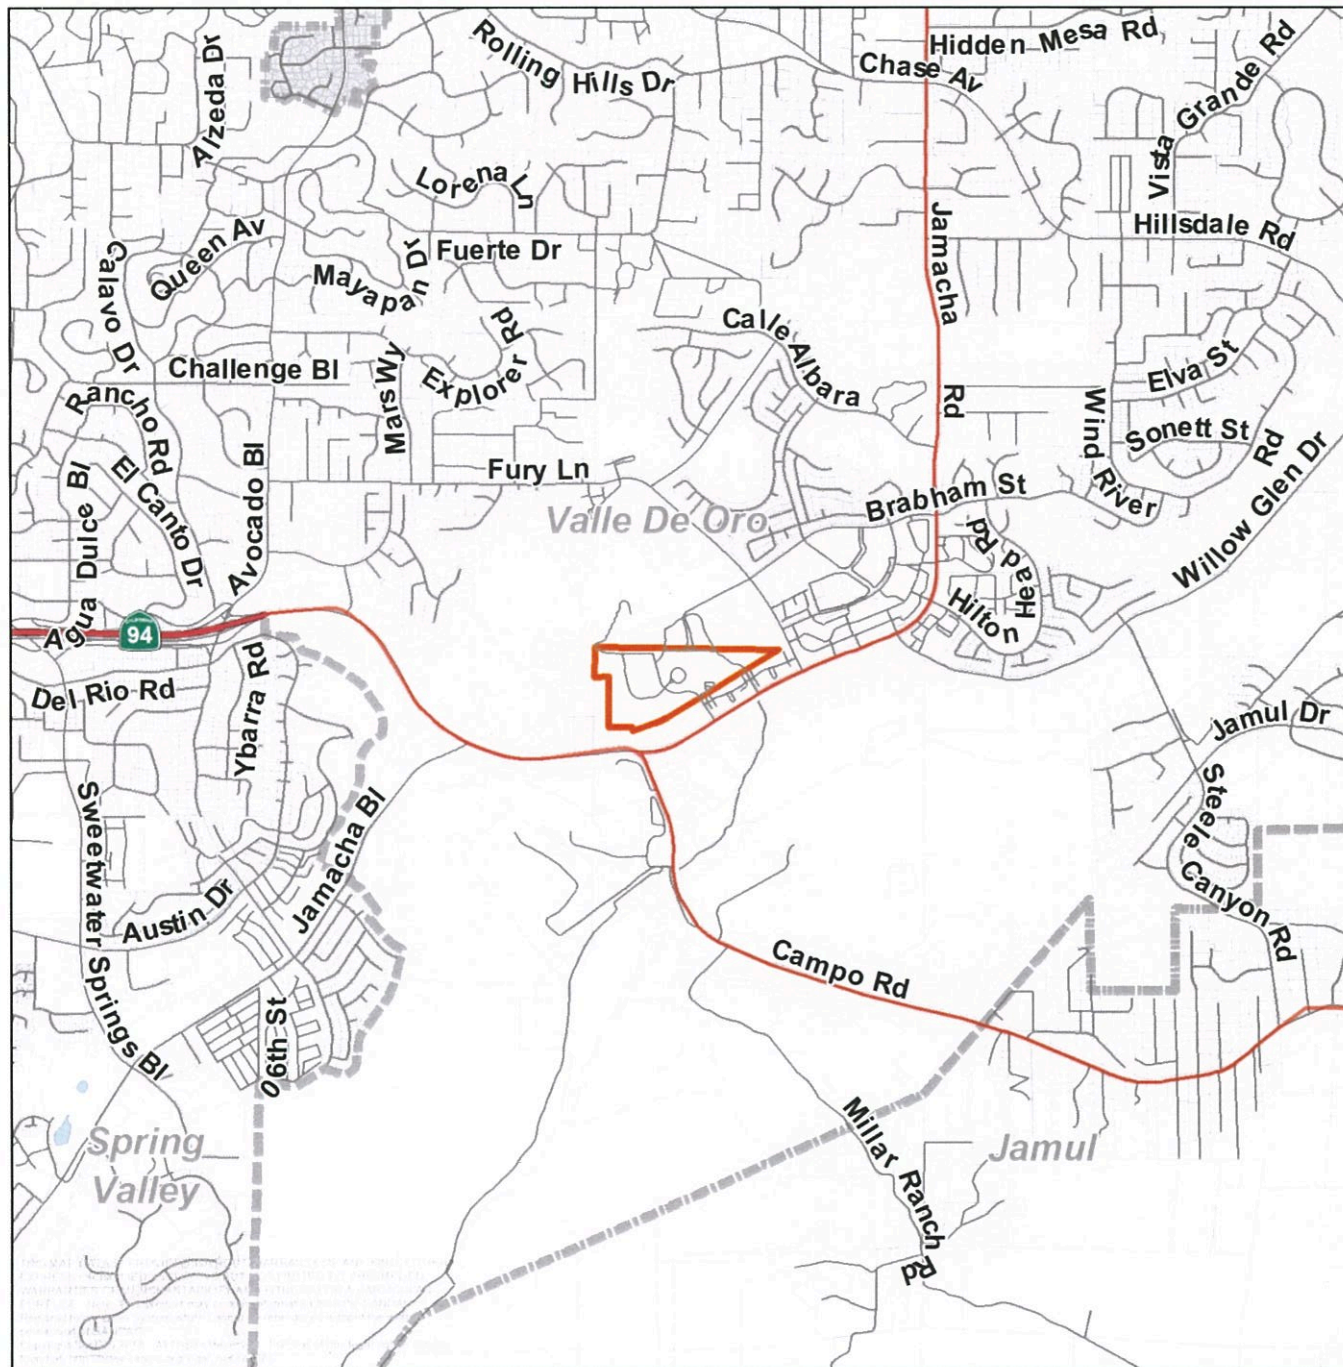 Alzeda Dr
Rolling Hills Dr
Hidden Mesa Rd
Chase Av
Vista Grande Rd
Lorena Ln
Queen Av
Calavo Dr
Mayapan Dr
Fuerte Dr
Jamacha
Rd
Hillsdale Rd
Calle Albara
Challenge Bl
Mars Wy
Explorer Rd
Elva St
Rancho Rd
Wind River
Sonett St
Rd
El Canto Dr
Avocado Bl
Fury Ln
Agua Dulce Bl
Valle De Oro
Brabham St
Willow Glen Dr
Hilton
Head Rd
CALIFORNIA
94
Del Rio Rd
Ybarra Rd
Jamul Dr
Steele Canyon Rd
Sweetwater Springs Bl
Jamacha Bl
Austin Dr
Campo Rd
06th St
Spring
Valley
Millar Ranch Rd
Jamul